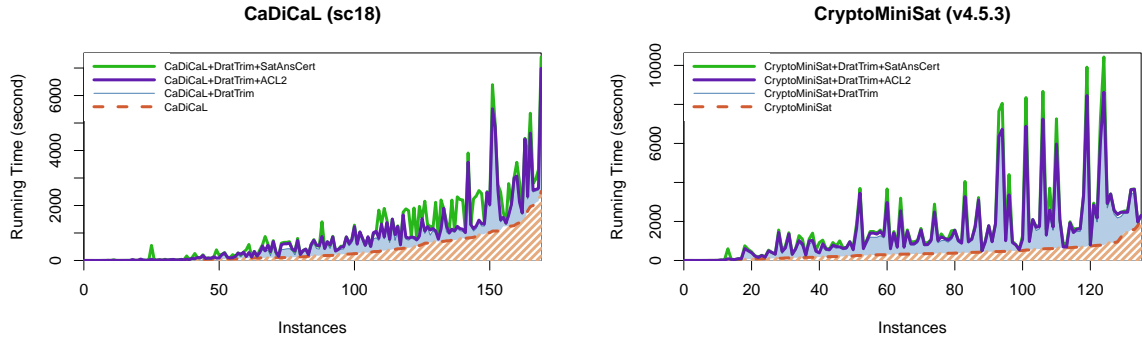 CaDiCaL (sc18)
Running Time (second)
0 2000 4000 6000
CaDiCaL+DratTrim+SatAnsCert
CaDiCaL+DratTrim+ACL2
CaDiCaL+DratTrim
CaDiCaL
0 50 100 150
Instances
CryptoMiniSat (v4.5.3)
Running Time (second)
0 2000 6000 10000
CryptoMiniSat+DratTrim+SatAnsCert
CryptoMiniSat+DratTrim+ACL2
CryptoMiniSat+DratTrim
CryptoMiniSat
0 20 40 60 80 100 120
Instances